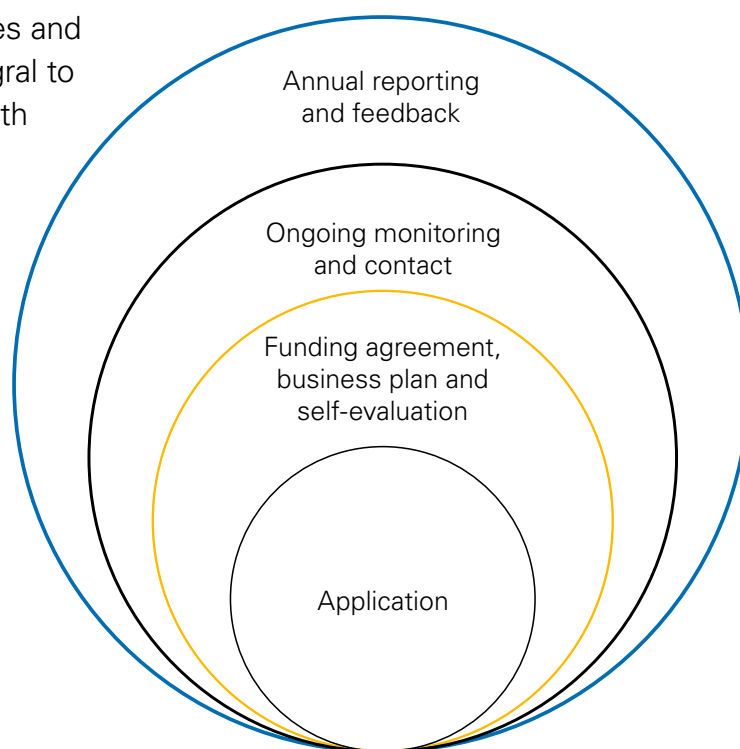 es and
gral to
th
Annual reporting
and feedback
Ongoing monitoring
and contact
Funding agreement,
business plan and
self-evaluation
Application